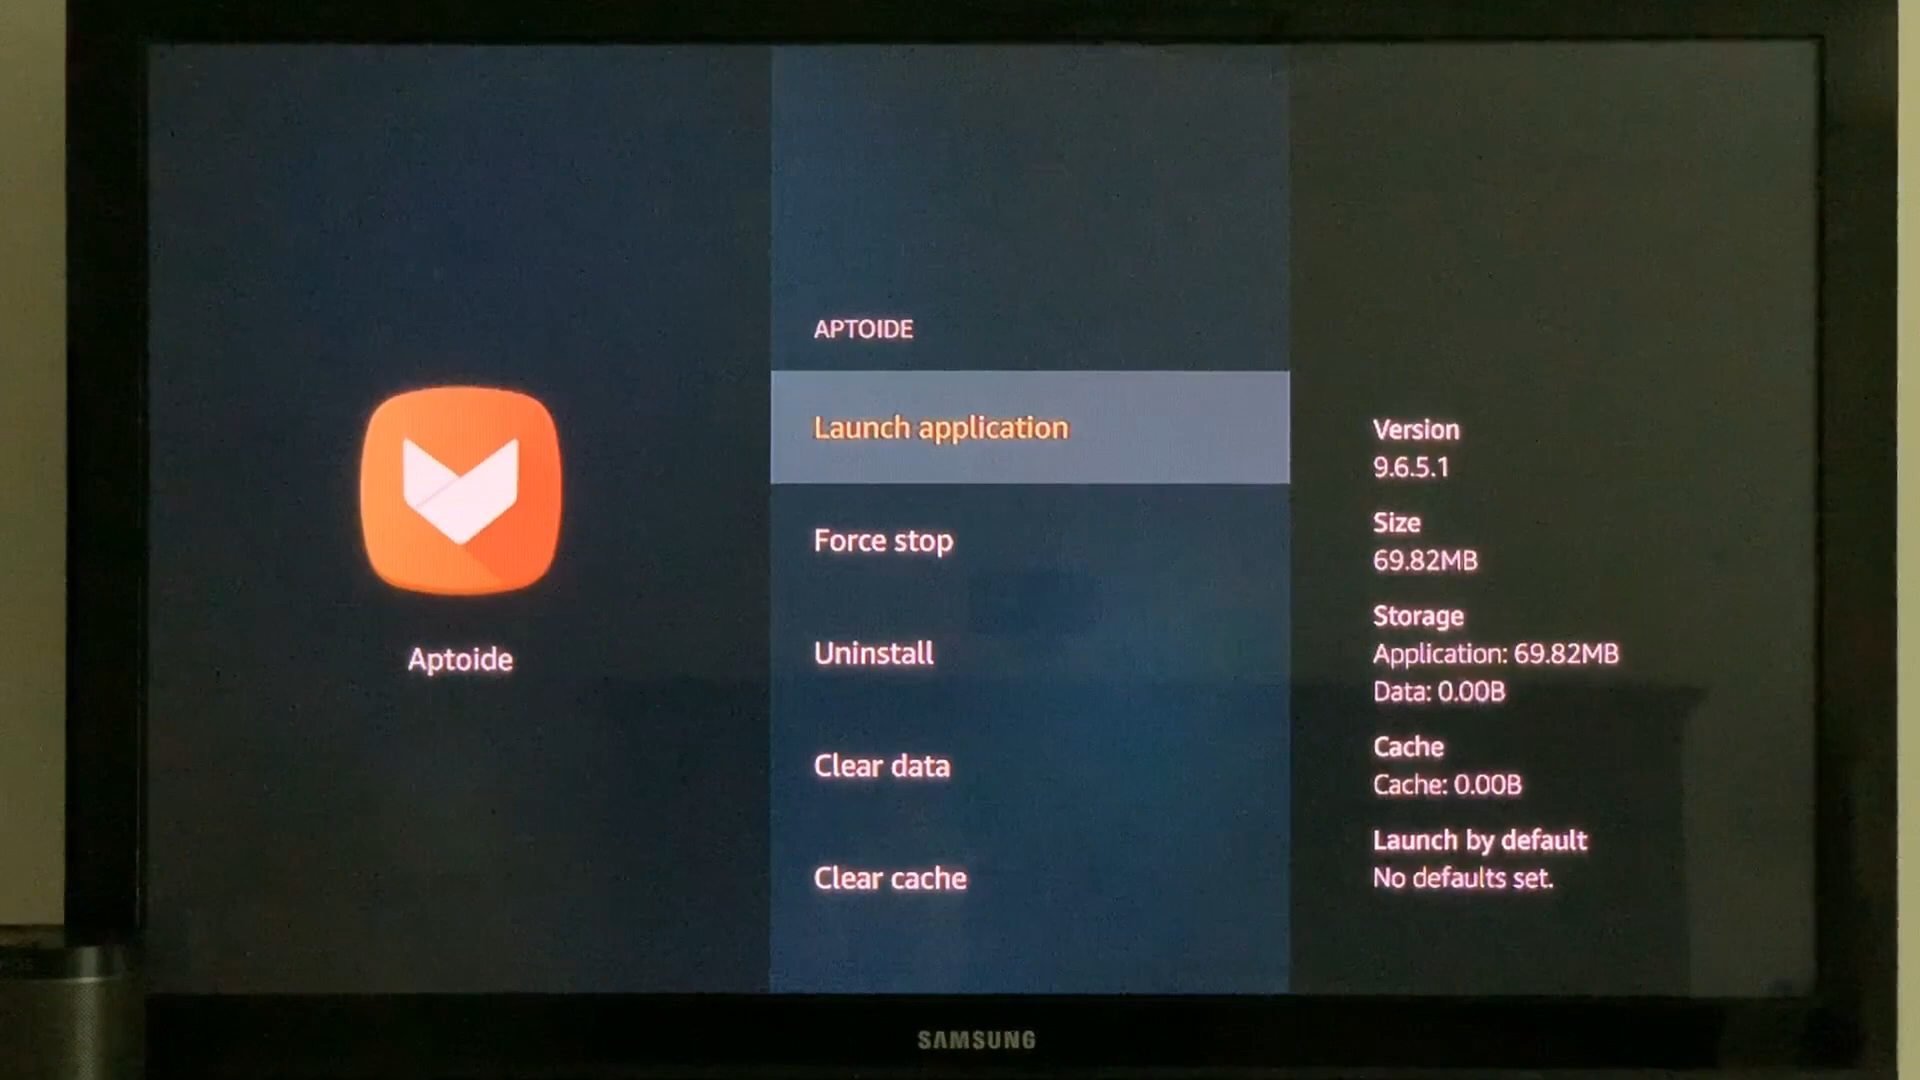 APTOIDE
Launch application
Force stop
Uninstall
Clear data
Clear cache
Aptoide
Version
9.6.5.1
Size
69.82MB
Storage
Application: 69.82MB
Data: 0.00B
Cache
Cache: 0.00B
Launch by default
No defaults set.
SAMSUNG